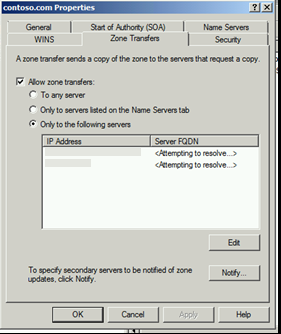 contoso.com Properties
General
Start of Authority (SOA)
Name Servers
WINS
Zone Transfers
Security
A zone transfer sends a copy of the zone to the servers that request a copy.
Allow zone transfers:
To any server
Only to servers listed on the Name Servers tab
Only to the following servers
IP Address
Server FQDN
<Attempting to resolve...>
<Attempting to resolve...>
Edit
To specify secondary servers to be notified of zone
updates, click Notify.
Notify...
OK
Cancel
Apply
Help